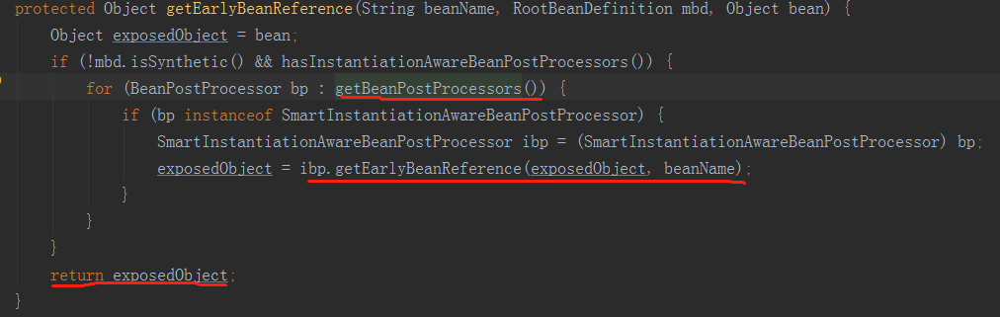 protected Object getEarlyBeanReference(String beanName, RootBeanDefinition mbd, Object bean) {
Object exposedObject = bean;
if (!mbd.isSynthetic() && hasInstantiationAwareBeanPostProcessors()) {
for (BeanPostProcessor bp : getBeanPostProcessors()) {
if (bp instanceof SmartInstantiationAwareBeanPostProcessor) {
SmartInstantiationAwareBeanPostProcessor ibp = (SmartInstantiationAwareBeanPostProcessor) bp;
exposedObject = ibp.getEarlyBeanReference(exposedObject, beanName);
}
}
}
return exposedObject;
}